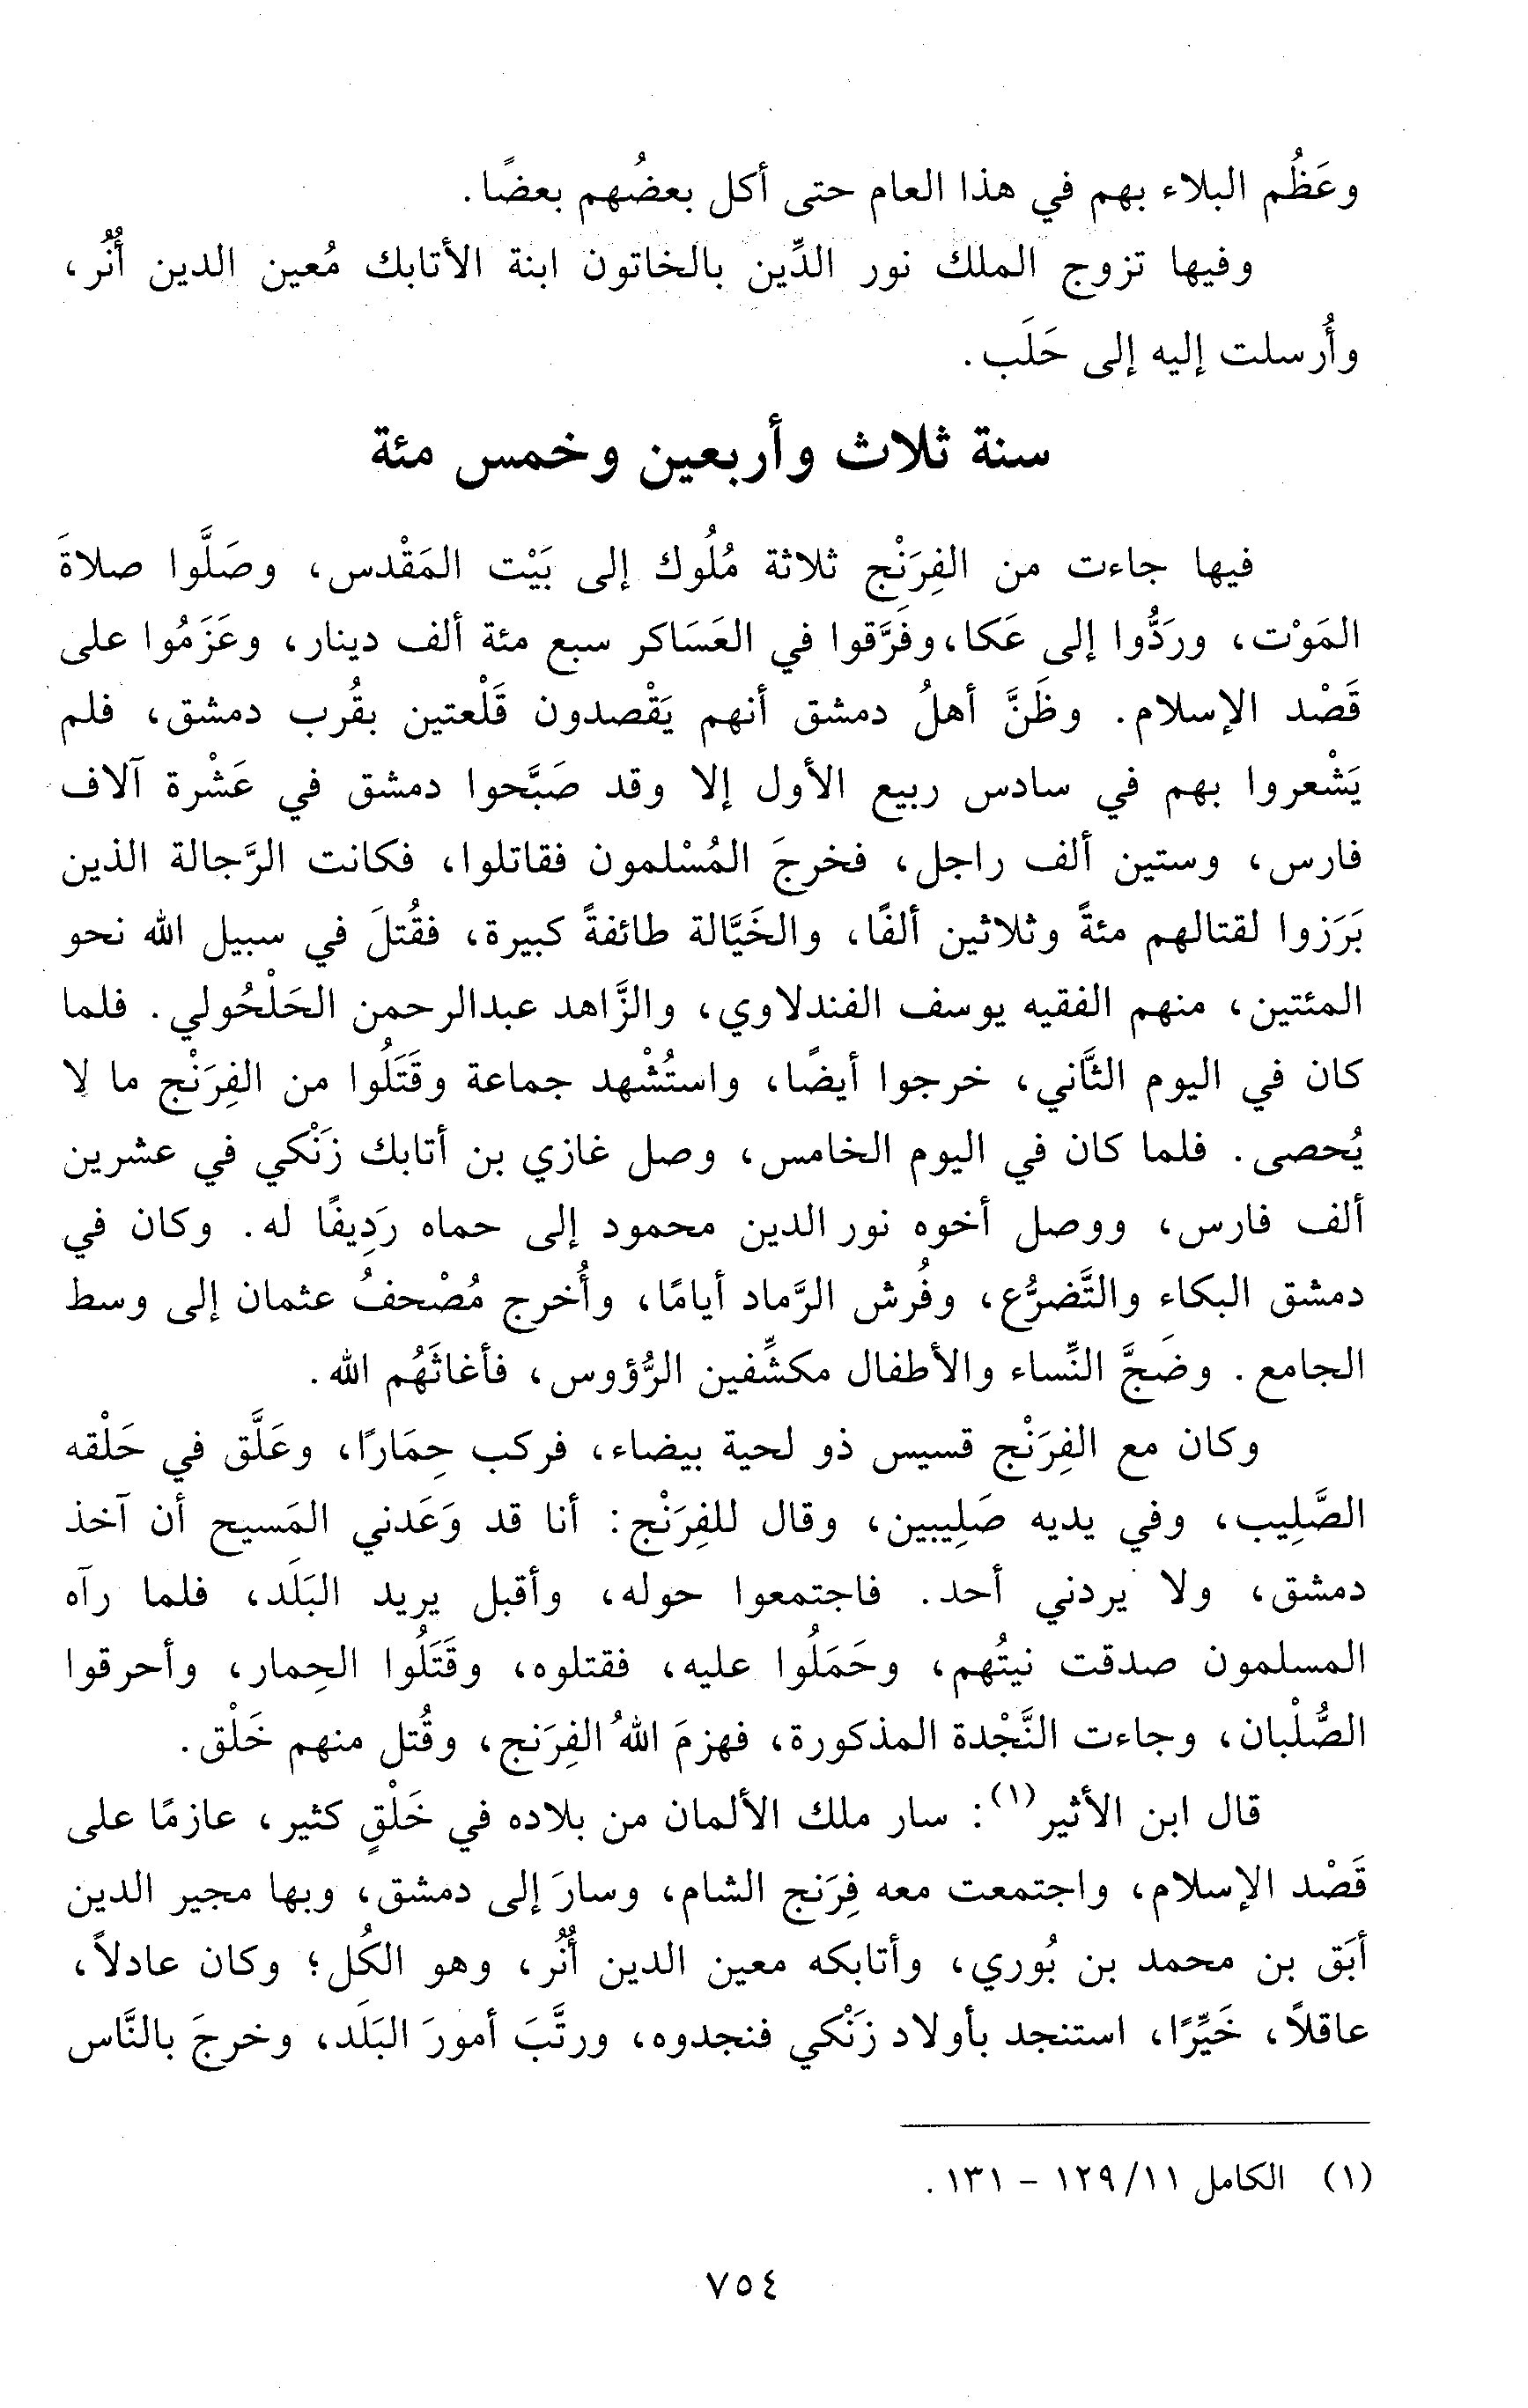 وعَظُم البلاء بهم في هذا العام حتى أكل بعضُهم بعضًا.
وفيها تزوج الملك نور الدِّين بالخاتون ابنة الأتابك مُعين الدين أُنُر،
وأُرسلت إليه إلى حَلَب.
سنة ثلاث وأربعين وخمس مئة
فيها جاءت من الفِرَنْج ثلاثة مُلُوك إلى بَيْت المَقْدس، وصَلَّوا صلاةَ
المَوْت، وردُّوا إلى عَكا، وفَرَّقوا في العَسَاكر سبع مئة ألف دينار، وعَزَمُوا على
قَصْد الإسلام. وظَنَّ أهلُ دمشق أنهم يَقْصدون قَلْعتين بقُرب دمشق، فلم
يَشْعروا بهم في سادس ربيع الأول إلا وقد صَبَّحوا دمشق في عَشْرة آلاف
فارس، وستين ألف راجل، فخرجَ المُسْلمون فقاتلوا، فكانت الرَّجالة الذين
بَرَزوا لقتالهم مئةً وثلاثين ألفًا، والخَيَّالة طائفةً كبيرة، فقُتلَ في سبيل الله نحو
المئتين، منهم الفقيه يوسف الفندلاوي، والزَّاهد عبدالرحمن الحَلْحُولي. فلما
كان في اليوم الثَّاني، خرجوا أيضًا، واستُشْهد جماعة وقَتَلُوا من الفِرَنْج ما لا
يُحصى. فلما كان في اليوم الخامس، وصل غازي بن أتابك زَنْكي في عشرين
ألف فارس، ووصل أخوه نور الدين محمود إلى حماه رَدِيفًا له. وكان في
دمشق البكاء والتَّضرُّع، وفُرش الرَّماد أيامًا، وأُخرج مُصْحفُ عثمان إلى وسط
الجامع. وضَجَّ النِّساء والأطفال مكشِّفين الرُّؤوس، فأغاثَهُم الله.
وكان مع الفِرَنْج قسيس ذو لحية بيضاء، فركب حِمَارًا، وعَلَّق في حَلْقه
الصَّلِيب، وفي يديه صَلِيبين، وقال للفِرَنْج: أنا قد وَعَدني المَسيح أن آخذ
دمشق، ولا يردني أحد. فاجتمعوا حوله، وأقبل يريد البَلَد، فلما رآه
المسلمون صدقت نيتُهم، وحَمَلُوا عليه، فقتلوه، وقَتَلُوا الحِمار، وأحرقوا
الصُّلْبان، وجاءت النَّجْدة المذكورة، فهزمَ اللهُ الفِرَنج، وقُتل منهم خَلْق.
قال ابن الأثير(١): سار ملك الألمان من بلاده في خَلْقٍ كثير، عازمًا على
قَصْد الإسلام، واجتمعت معه فِرَنج الشام، وسارَ إلى دمشق، وبها مجير الدين
أَبَق بن محمد بن بُوري، وأتابكه معين الدين أُنُر، وهو الكُل؛ وكان عادلاً،
عاقلاً، خَيِّرًا، استنجد بأولاد زَنْكي فنجدوه، ورتَّبَ أمورَ البَلَد، وخرجَ بالنَّاس
(١) الكامل ١١/ ١٢٩ - ١٣١.
٧٥٤